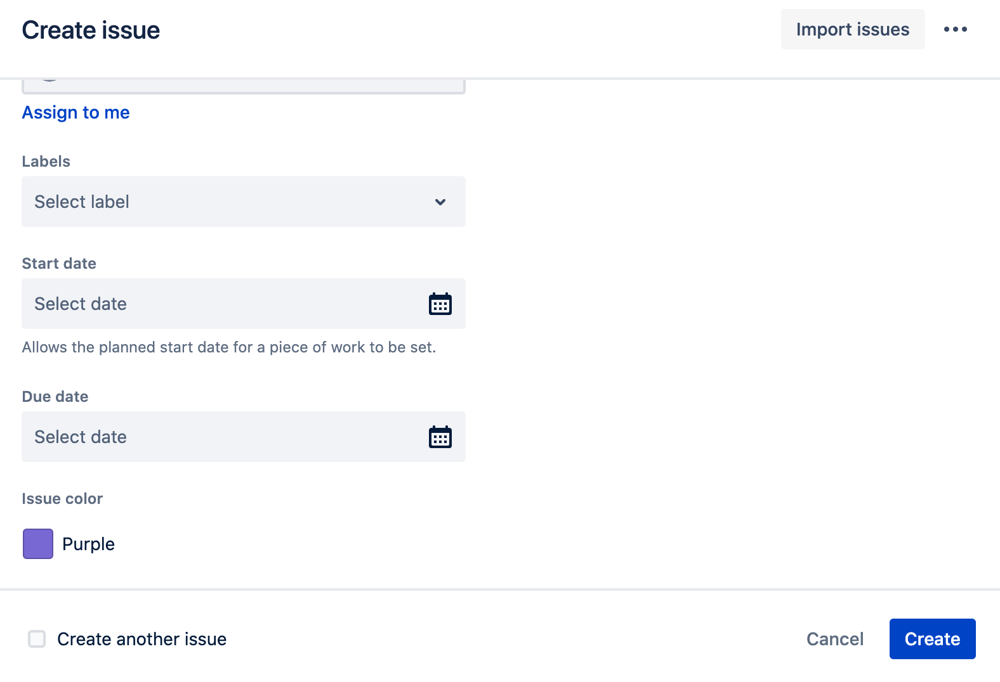 Create issue
Import issues
Assign to me
Labels
Select label
Start date
Select date
Allows the planned start date for a piece of work to be set.
Due date
Select date
Issue color
Purple
Create another issue
Cancel
Create